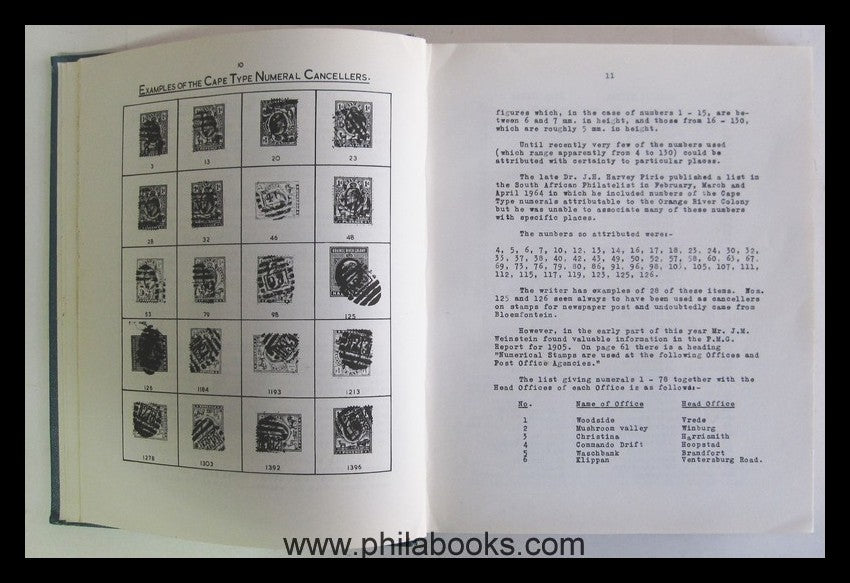 10
EXAMPLES OF THE CAPE TYPE NUMERAL CANCELLERS.
3 13 20 23
28 32 46 48
53 79 98 125
126 1184 1193 1213
1278 1303 1392 1396
11
figures which, in the case of numbers 1 - 15, are be-
tween 6 and 7 mm. in height, and those from 16 - 130,
which are roughly 5 mm. in height.
Until recently very few of the numbers used
(which range apparently from 4 to 130) could be
attributed with certainty to particular places.
The late Dr. J.H. Harvey Pirie published a list in
the South African Philatelist in February, March and
April 1964 in which he included numbers of the Cape
Type numerals attributable to the Orange River Colony
but he was unable to associate many of these numbers
with specific places.
The numbers so attributed were:-
4, 5, 6, 7, 10, 12, 13, 14, 16, 17, 18, 23, 24, 30, 32,
33, 37, 38, 40, 42, 43, 49, 50, 52, 57, 58, 60, 63, 67,
69, 73, 76, 79, 80, 86, 91, 96, 98, 103, 105, 107, 111,
112, 115, 117, 119, 123, 125, 126.
The writer has examples of 28 of these items. Nos.
125 and 126 seem always to have been used as cancellers
on stamps for newspaper post and undoubtedly came from
Bloemfontein.
However, in the early part of this year Mr. J.M.
Weinstein found valuable information in the P.M.G.
Report for 1905. On page 61 there is a heading
"Numerical Stamps are used at the following Offices and
Post Office Agencies."
The list giving numerals 1 - 78 together with the
Head Offices of each Office is as follows:-
No. Name of Office Head Office
1 Woodside Vrede
2 Mushroom valley Winburg
3 Christina Harrismith
4 Commando Drift Hoopstad
5 Waschbank Brandfort
6 Klippan Ventersburg Road.
www.philabooks.com